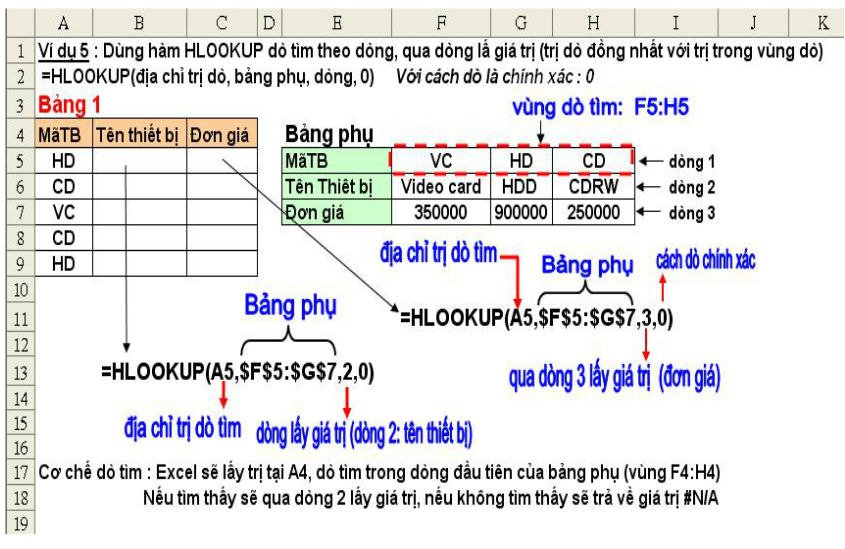 A B C D E F G H I J K
1 Ví dụ 5 : Dùng hàm HLOOKUP dò tìm theo dòng, qua dòng lấ giá trị (trị dò đồng nhất với trị trong vùng dò)
2 =HLOOKUP(địa chỉ trị dò, bảng phụ, dòng, 0) Với cách dò là chính xác : 0
3 Bảng 1 vùng dò tìm: F5:H5
4 MãTB Tên thiết bị Đơn giá Bảng phụ
5 HD MãTB VC HD CD dòng 1
6 CD Tên Thiêt bị Video card HDD CDRW dòng 2
7 VC Đơn giá 350000 900000 250000 dòng 3
8 CD
9 HD
địa chỉ trị dò tìm Bảng phụ cách dò chính xác
10
11 =HLOOKUP(A5,$F$5:$G$7,3,0)
Bảng phụ
12
13 =HLOOKUP(A5,$F$5:$G$7,2,0)
qua dòng 3 lấy giá trị (đơn giá)
14
15 địa chỉ trị dò tìm dòng lấy giá trị (dòng 2: tên thiết bị)
16
17 Cơ chế dò tìm : Excel sẽ lấy trị tại A4, dò tìm trong dòng đầu tiên của bảng phụ (vùng F4:H4)
18 Nếu tìm thấy sẽ qua dòng 2 lấy giá trị, nếu không tìm thấy sẽ trả về giá trị #N/A
19